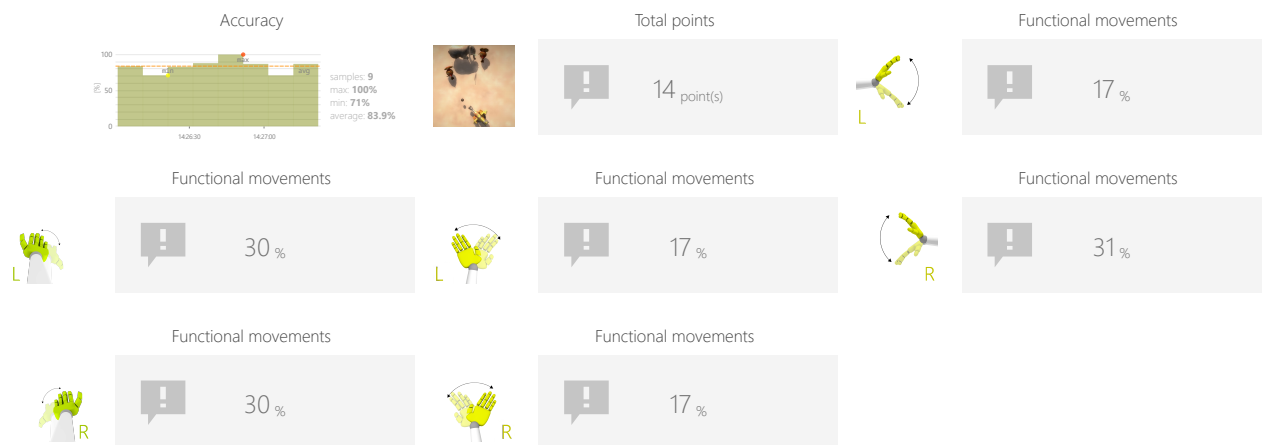 Accuracy
100
50
0
[%]
min
max
avg
14:26:30
14:27:00
samples: 9
max: 100%
min: 71%
average: 83.9%
Total points
14 point(s)
Functional movements
L
17 %
Functional movements
L
30 %
Functional movements
L
17 %
Functional movements
R
31 %
Functional movements
R
30 %
Functional movements
R
17 %